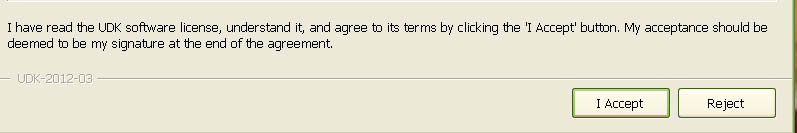 I have read the UDK software license, understand it, and agree to its terms by clicking the 'I Accept' button. My acceptance should be
deemed to be my signature at the end of the agreement.
UDK-2012-03
I Accept
Reject